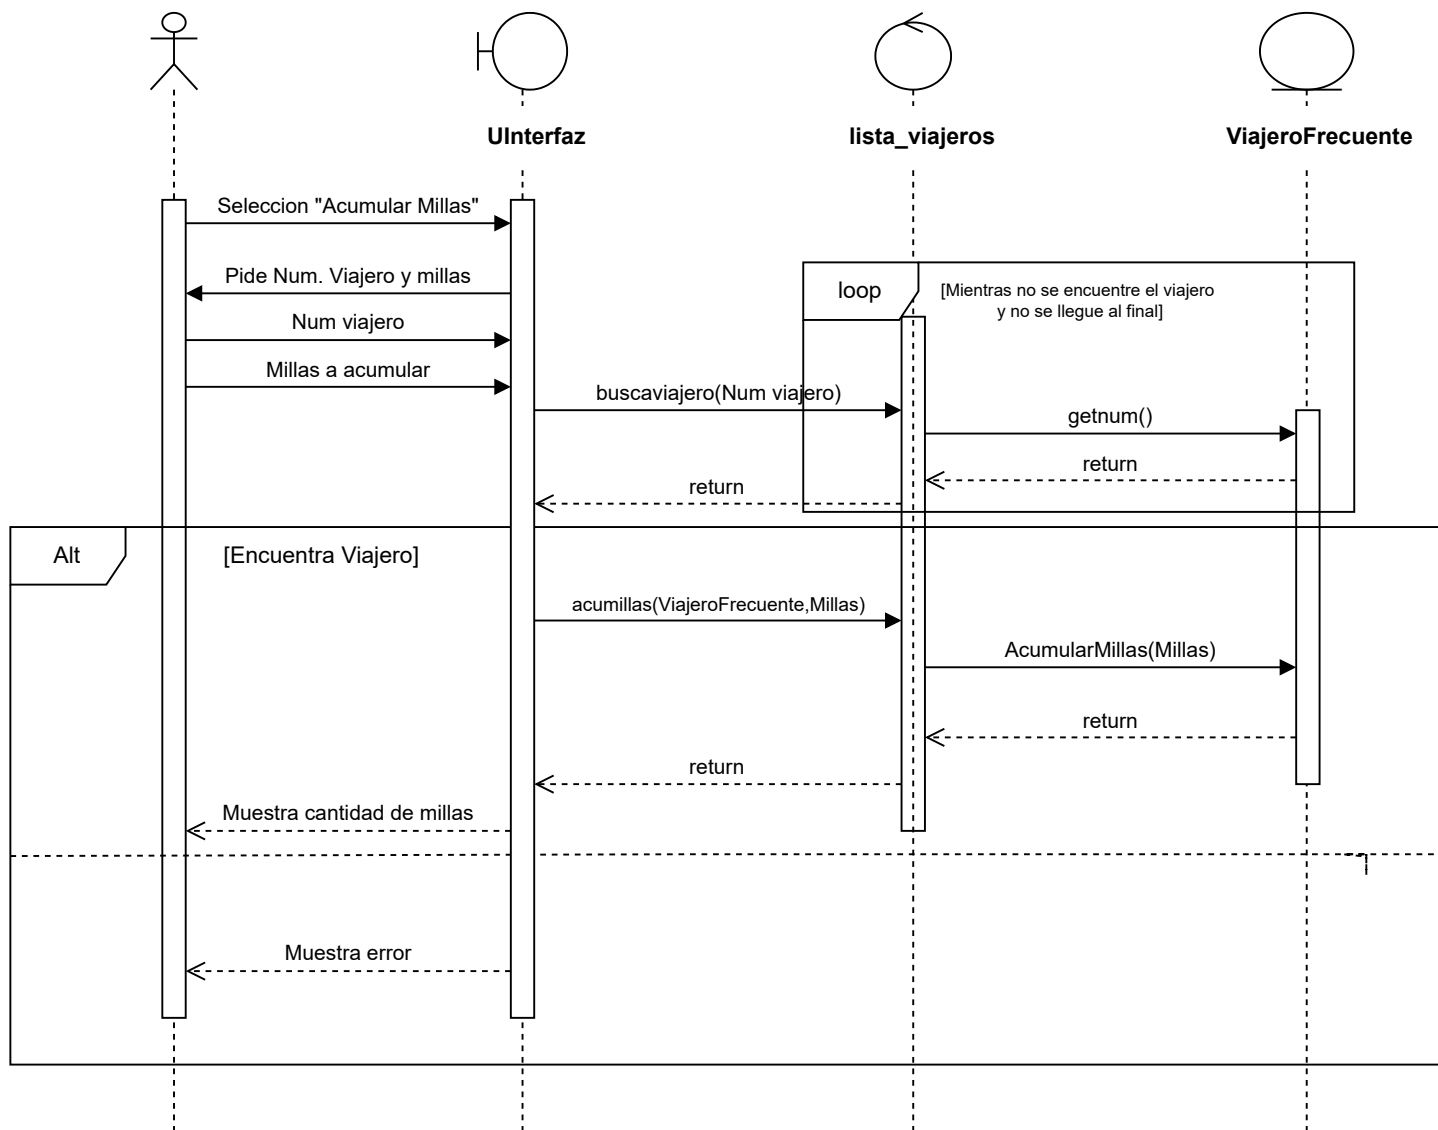 UInterfaz
lista_viajeros
ViajeroFrecuente
Seleccion "Acumular Millas"
Pide Num. Viajero y millas
loop
[Mientras no se encuentre el viajero
y no se llegue al final]
Num viajero
Millas a acumular
buscaviajero(Num viajero)
getnum()
return
return
Alt
[Encuentra Viajero]
acumillas(ViajeroFrecuente,Millas)
AcumularMillas(Millas)
return
return
Muestra cantidad de millas
Muestra error